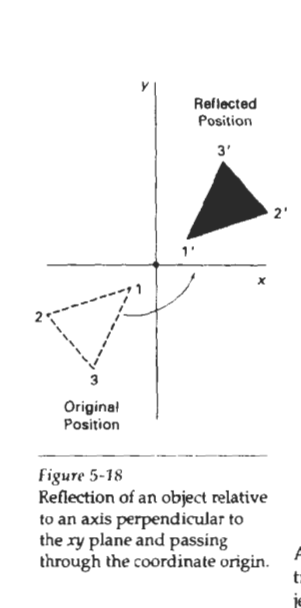 y
Reflected
Position
3'
2'
1'
x
1
2
3
Original
Position
Figure 5-18
Reflection of an object relative
to an axis perpendicular to
the xy plane and passing
through the coordinate origin.
A